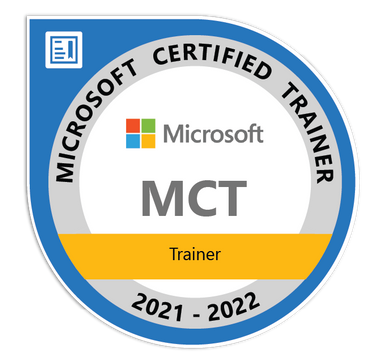 MICROSOFT CERTIFIED TRAINER
Microsoft
MCT
Trainer
2021 - 2022